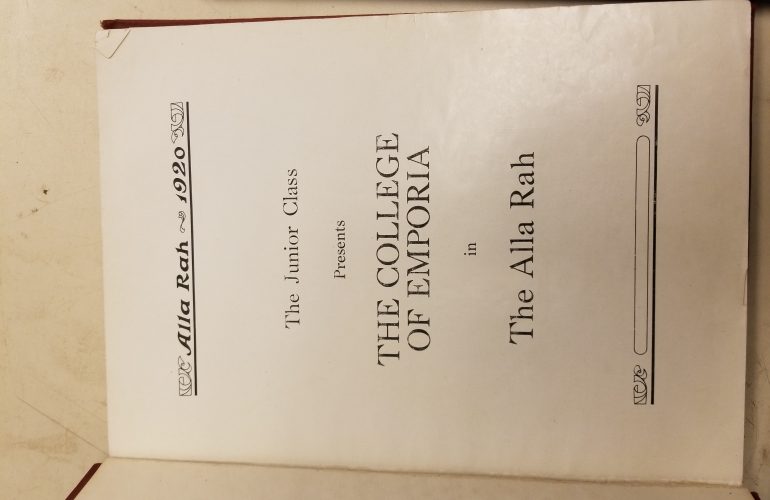 Alla Rah ~ 1920
The Junior Class
Presents
THE COLLEGE
OF EMPORIA
in
The Alla Rah